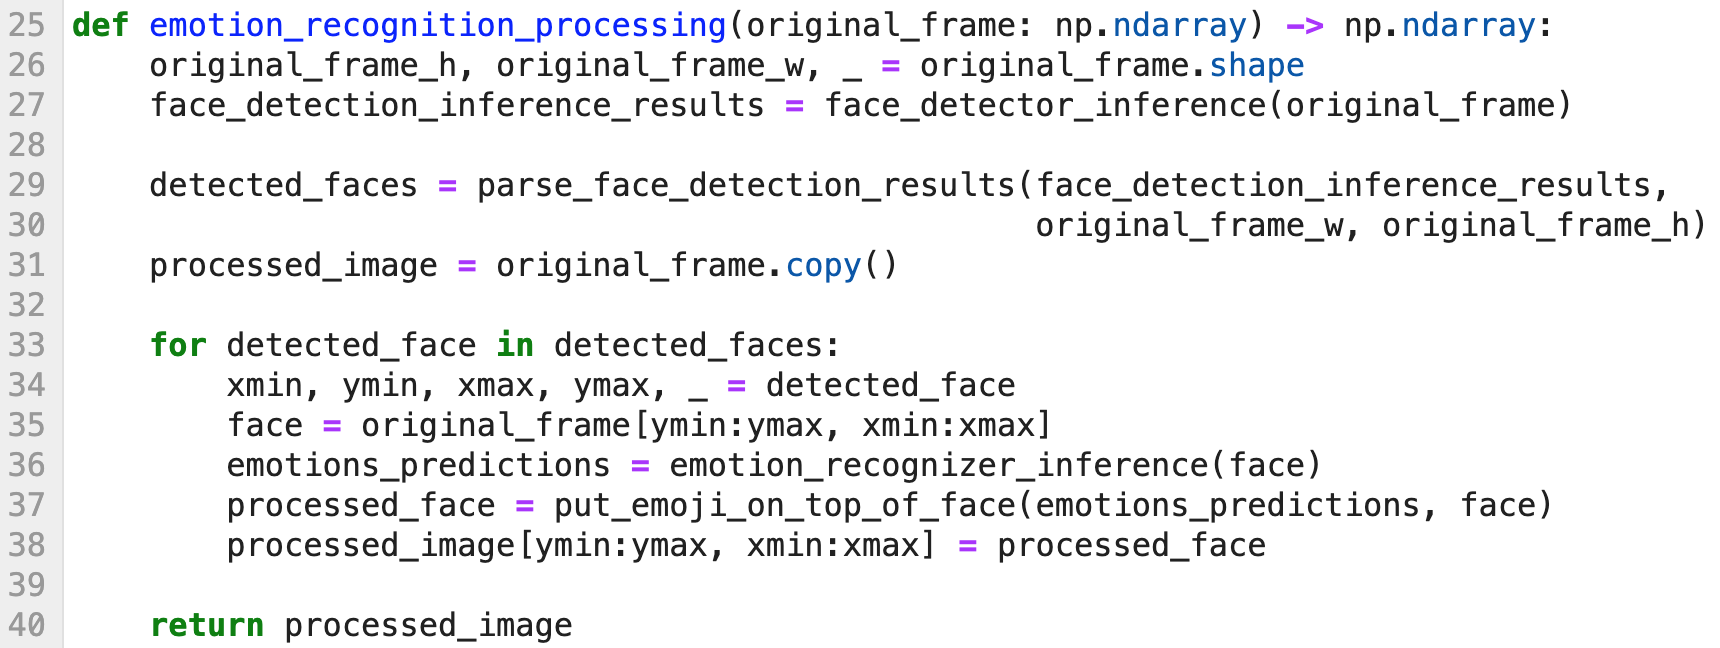 25 def emotion_recognition_processing(original_frame: np.ndarray) -> np.ndarray:
26     original_frame_h, original_frame_w, _ = original_frame.shape
27     face_detection_inference_results = face_detector_inference(original_frame)
28
29     detected_faces = parse_face_detection_results(face_detection_inference_results,
30                                                   original_frame_w, original_frame_h)
31     processed_image = original_frame.copy()
32
33     for detected_face in detected_faces:
34         xmin, ymin, xmax, ymax, _ = detected_face
35         face = original_frame[ymin:ymax, xmin:xmax]
36         emotions_predictions = emotion_recognizer_inference(face)
37         processed_face = put_emoji_on_top_of_face(emotions_predictions, face)
38         processed_image[ymin:ymax, xmin:xmax] = processed_face
39
40     return processed_image